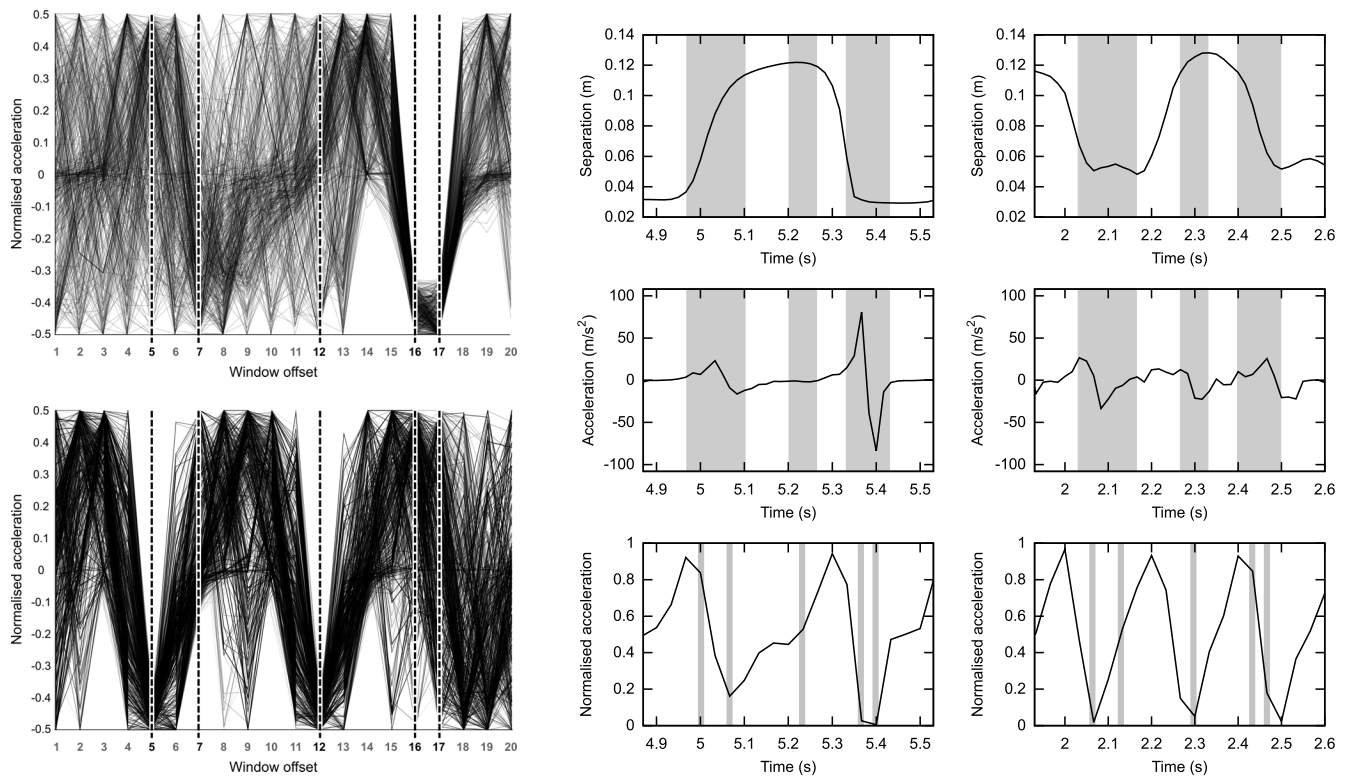 0.5
0.4
0.3
0.2
0.1
0
-0.1
-0.2
-0.3
-0.4
-0.5
Normalised acceleration
1 2 3 4 5 6 7 8 9 10 11 12 13 14 15 16 17 18 19 20
Window offset
0.5
0.4
0.3
0.2
0.1
0
-0.1
-0.2
-0.3
-0.4
-0.5
Normalised acceleration
1 2 3 4 5 6 7 8 9 10 11 12 13 14 15 16 17 18 19 20
Window offset
0.14
0.12
0.1
0.08
0.06
0.04
0.02
Separation (m)
4.9 5 5.1 5.2 5.3 5.4 5.5
Time (s)
0.14
0.12
0.1
0.08
0.06
0.04
0.02
Separation (m)
2 2.1 2.2 2.3 2.4 2.5 2.6
Time (s)
100
50
0
-50
-100
Acceleration (m/s²)
4.9 5 5.1 5.2 5.3 5.4 5.5
Time (s)
100
50
0
-50
-100
Acceleration (m/s²)
2 2.1 2.2 2.3 2.4 2.5 2.6
Time (s)
1
0.8
0.6
0.4
0.2
0
Normalised acceleration
4.9 5 5.1 5.2 5.3 5.4 5.5
Time (s)
1
0.8
0.6
0.4
0.2
0
Normalised acceleration
2 2.1 2.2 2.3 2.4 2.5 2.6
Time (s)